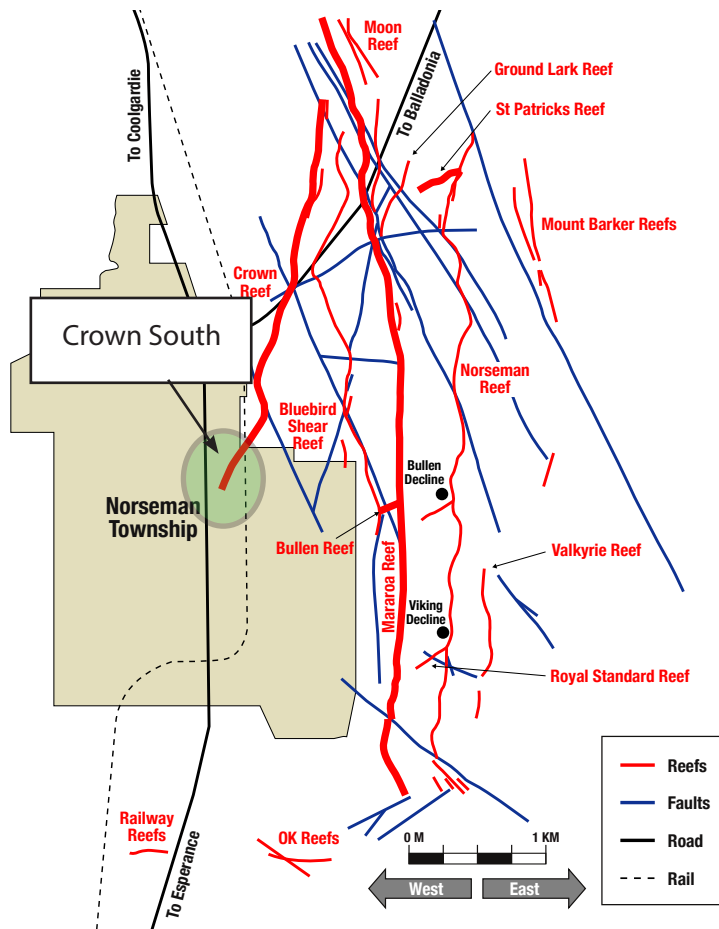 Moon
Reef
Ground Lark Reef
St Patricks Reef
To Coolgardie
To Balladonia
Mount Barker Reefs
Crown
Reef
Crown South
Norseman
Reef
Bluebird
Shear
Reef
Bullen
Decline
Norseman
Township
Bullen Reef
Mararoa Reef
Valkyrie Reef
Viking
Decline
Royal Standard Reef
Reefs
Faults
Road
Rail
Railway
Reefs
OK Reefs
To Esperance
0 M
1 KM
West
East